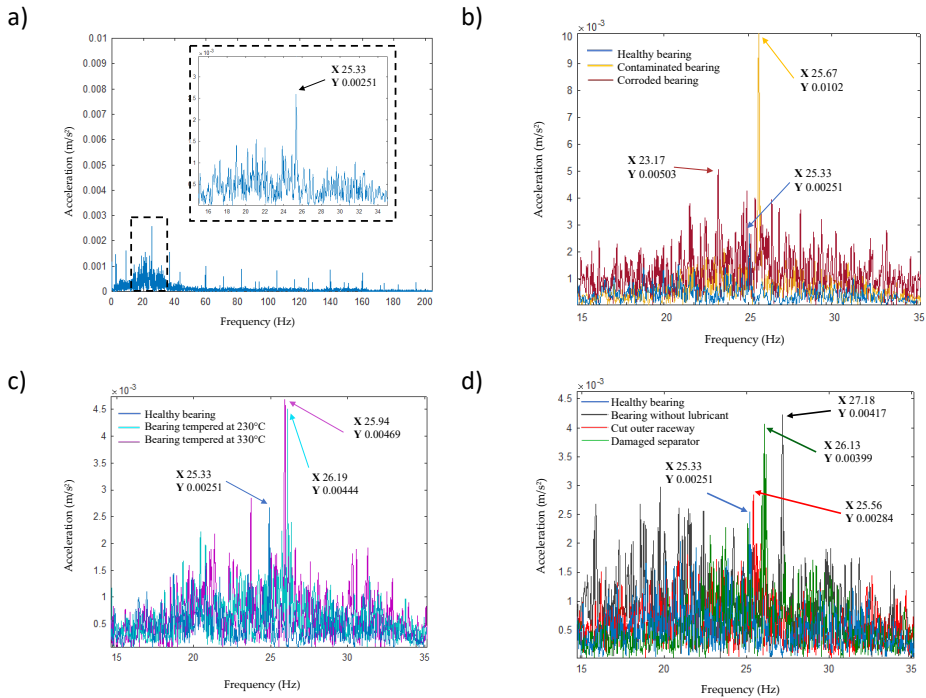 a)
0.01
0.009
0.008
0.007
0.006
0.005
0.004
0.003
0.002
0.001
0
0 20 40 60 80 100 120 140 160 180 200
Acceleration (m/s²)
Frequency (Hz)
16 18 20 22 24 26 28 30 32 34
X 25.33
Y 0.00251
b)
×10⁻³
10
9
8
7
6
5
4
3
2
1
15 20 25 30 35
Acceleration (m/s²)
Frequency (Hz)
Healthy bearing
Contaminated bearing
Corroded bearing
X 25.67
Y 0.0102
X 23.17
Y 0.00503
X 25.33
Y 0.00251
c)
×10⁻³
4.5
4
3.5
3
2.5
2
1.5
1
0.5
15 20 25 30 35
Acceleration (m/s²)
Frequency (Hz)
Healthy bearing
Bearing tempered at 230°C
Bearing tempered at 330°C
X 25.94
Y 0.00469
X 26.19
Y 0.00444
X 25.33
Y 0.00251
d)
×10⁻³
4.5
4
3.5
3
2.5
2
1.5
1
0.5
15 20 25 30 35
Acceleration (m/s²)
Frequency (Hz)
Healthy bearing
Bearing without lubricant
Cut outer raceway
Damaged separator
X 27.18
Y 0.00417
X 26.13
Y 0.00399
X 25.33
Y 0.00251
X 25.56
Y 0.00284